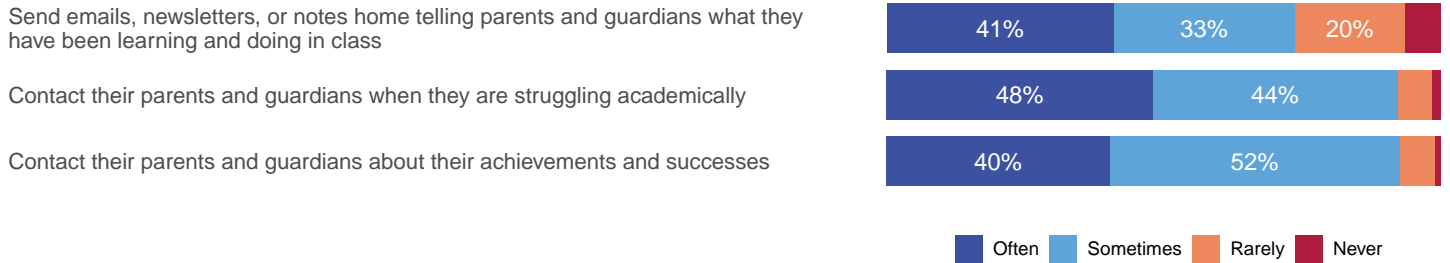 Send emails, newsletters, or notes home telling parents and guardians what they
have been learning and doing in class
41% 33% 20%
Contact their parents and guardians when they are struggling academically
48% 44%
Contact their parents and guardians about their achievements and successes
40% 52%
Often Sometimes Rarely Never